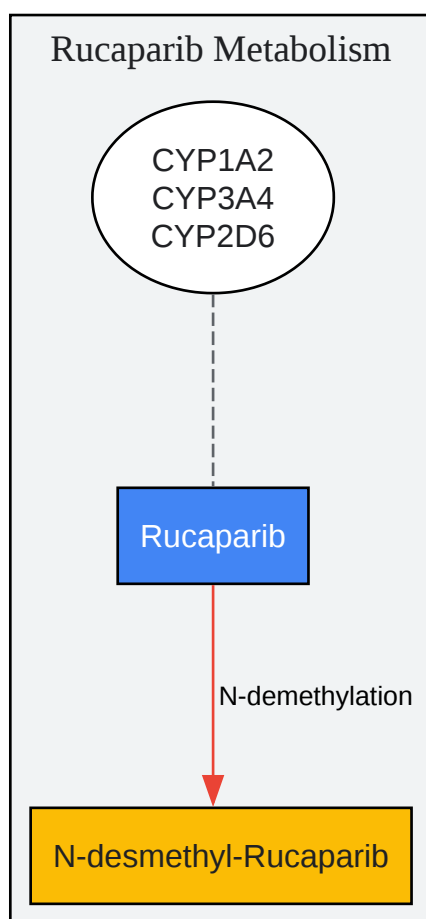 Rucaparib Metabolism
CYP1A2
CYP3A4
CYP2D6
Rucaparib
N-demethylation
N-desmethyl-Rucaparib